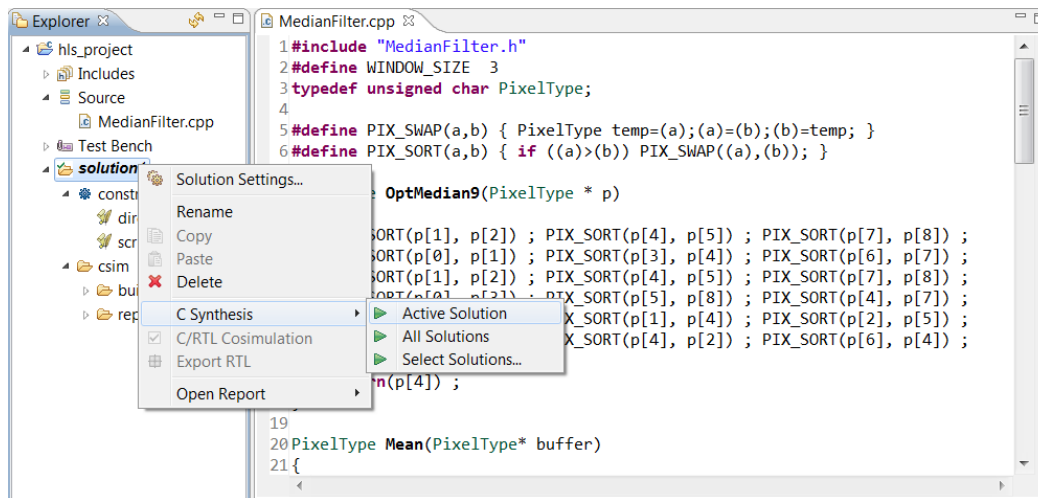 Explorer
hls_project
Includes
Source
MedianFilter.cpp
Test Bench
solution1
constr
dir
scr
csim
bui
rep
Solution Settings...
Rename
Copy
Paste
Delete
C Synthesis
C/RTL Cosimulation
Export RTL
Open Report
Active Solution
All Solutions
Select Solutions...
MedianFilter.cpp
1 #include "MedianFilter.h"
2 #define WINDOW_SIZE  3
3 typedef unsigned char PixelType;
4
5 #define PIX_SWAP(a,b) { PixelType temp=(a);(a)=(b);(b)=temp; }
6 #define PIX_SORT(a,b) { if ((a)>(b)) PIX_SWAP((a),(b)); }
OptMedian9(PixelType * p)
SORT(p[1], p[2]) ; PIX_SORT(p[4], p[5]) ; PIX_SORT(p[7], p[8]) ;
SORT(p[0], p[1]) ; PIX_SORT(p[3], p[4]) ; PIX_SORT(p[6], p[7]) ;
SORT(p[1], p[2]) ; PIX_SORT(p[4], p[5]) ; PIX_SORT(p[7], p[8]) ;
SORT(p[0], p[3]) ; PIX_SORT(p[5], p[8]) ; PIX_SORT(p[4], p[7]) ;
X_SORT(p[1], p[4]) ; PIX_SORT(p[2], p[5]) ;
X_SORT(p[4], p[2]) ; PIX_SORT(p[6], p[4]) ;
rn(p[4]) ;
19
20 PixelType Mean(PixelType* buffer)
21 {